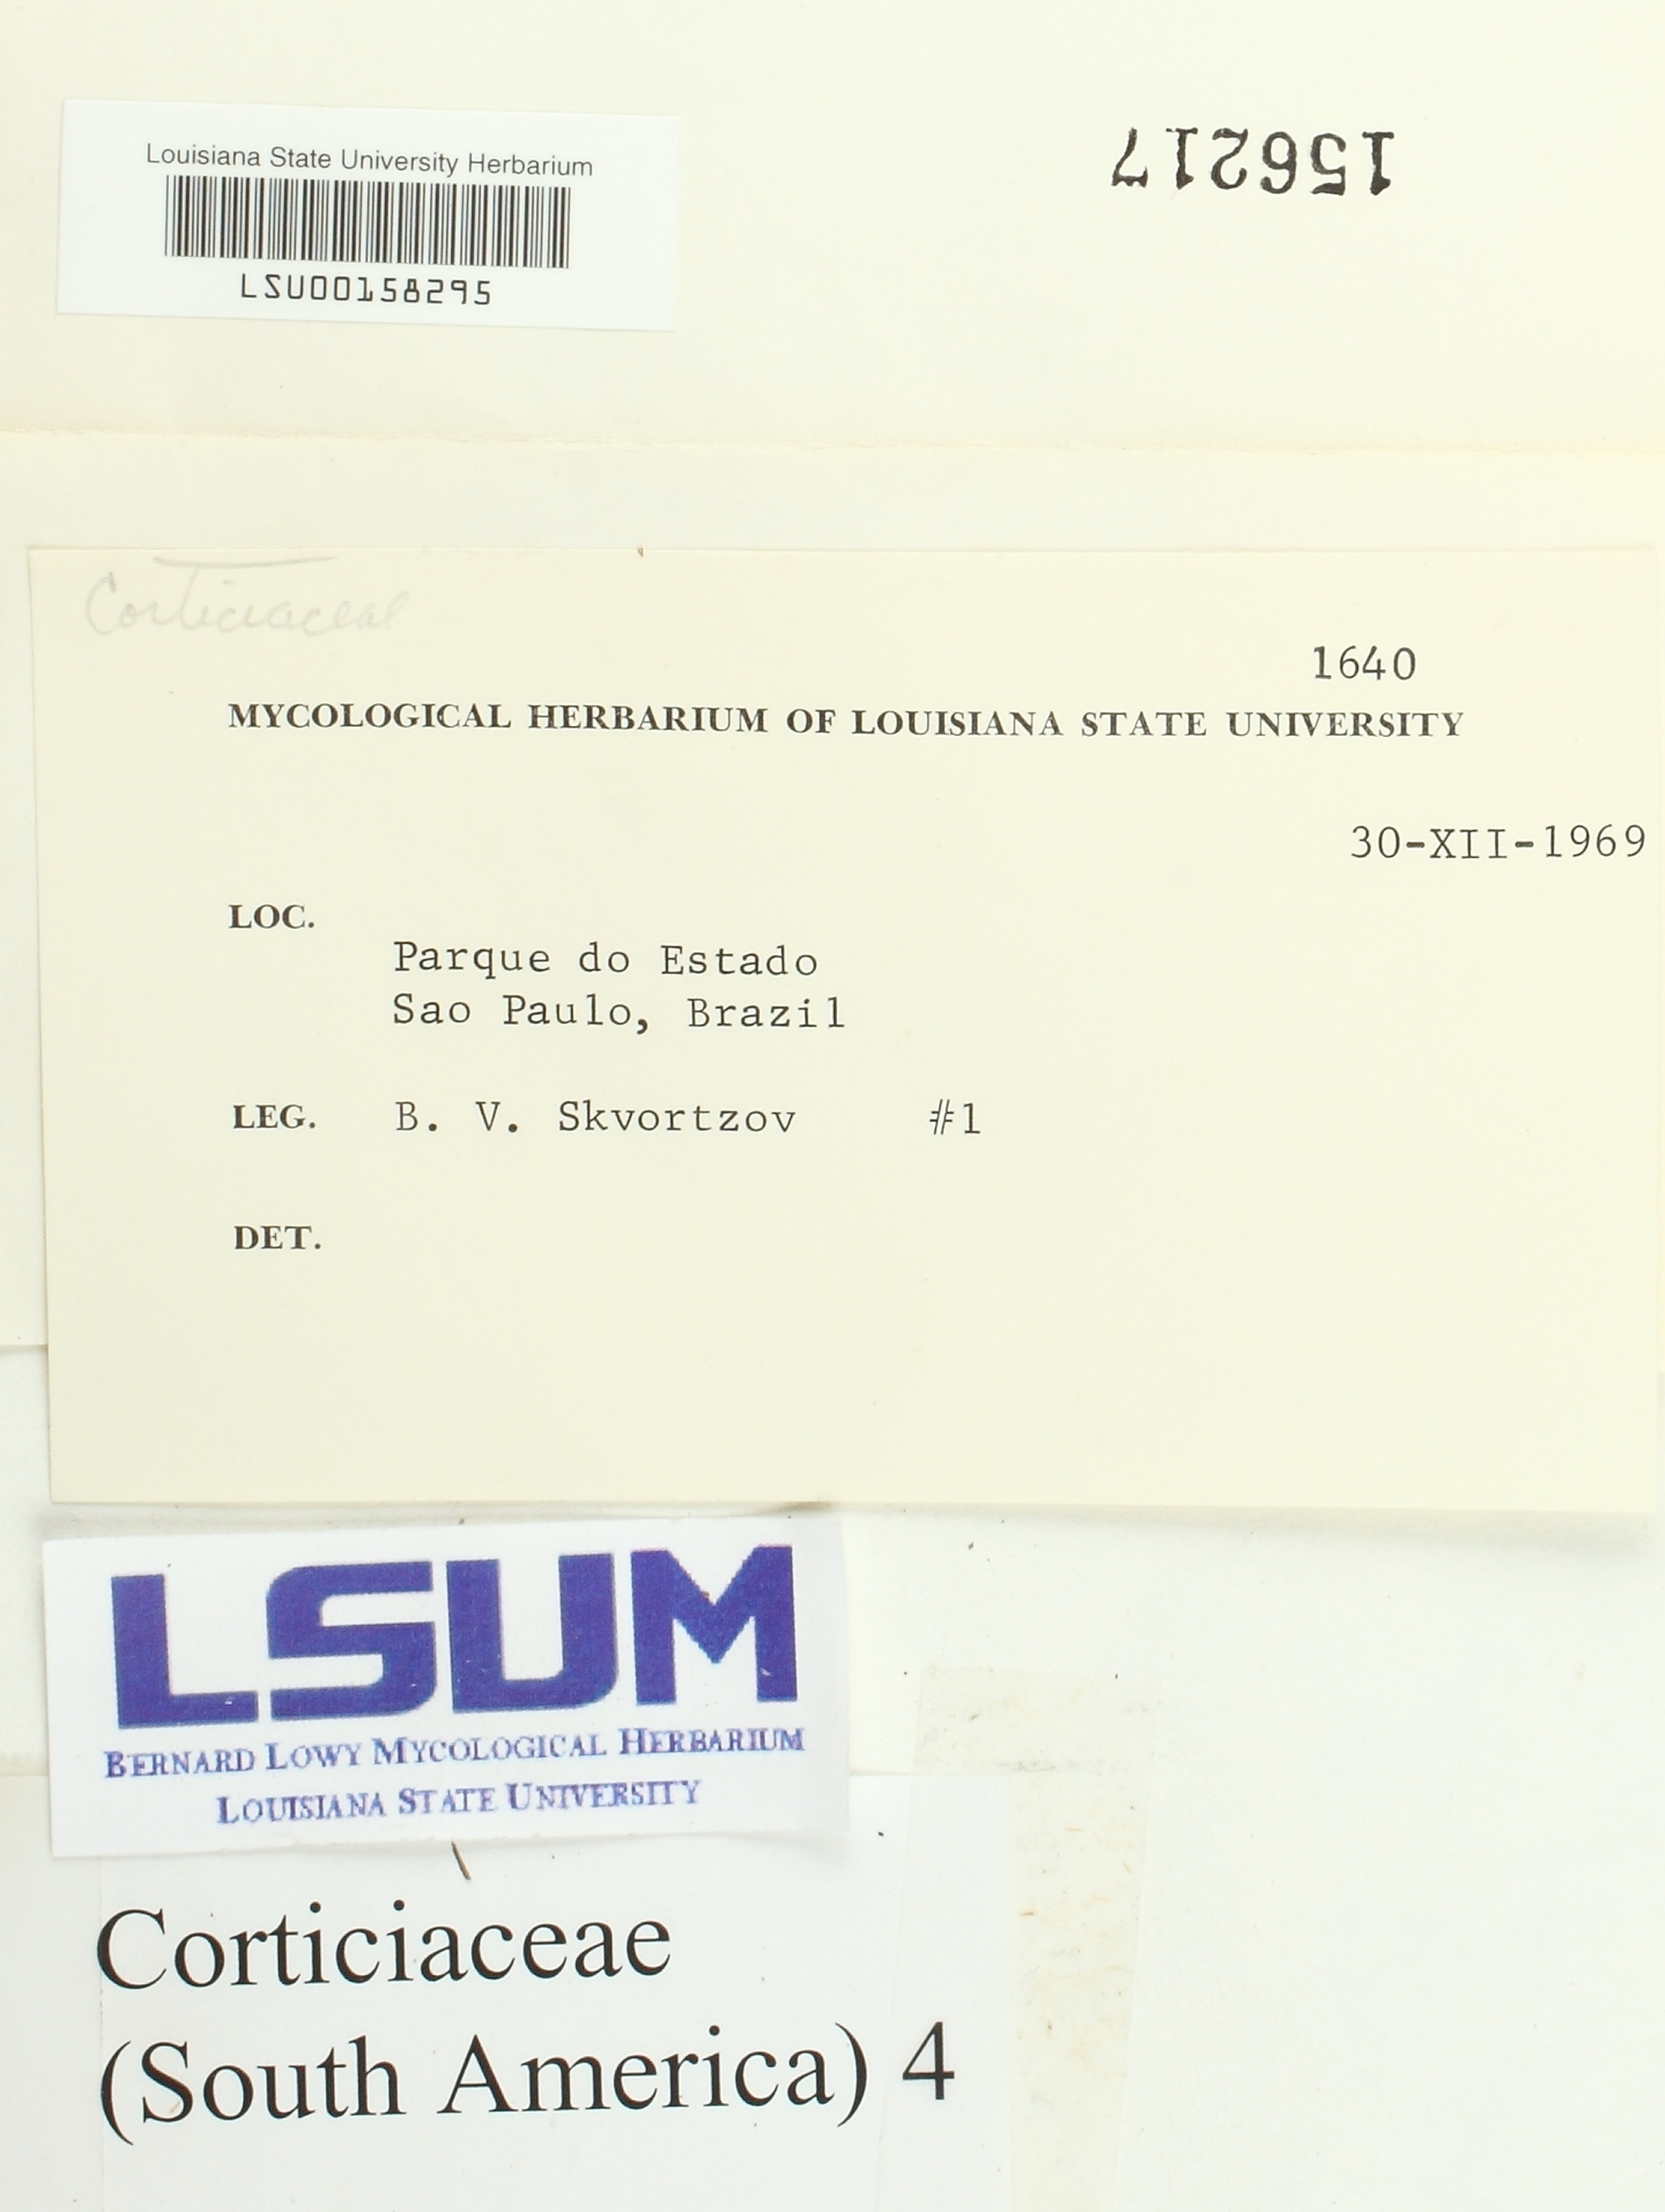 Louisiana State University Herbarium
LSU00158295
156217
Corticiaceae
1640
MYCOLOGICAL HERBARIUM OF LOUISIANA STATE UNIVERSITY
30-XII-1969
LOC.
Parque do Estado
Sao Paulo, Brazil
LEG. B. V. Skvortzov #1
DET.
LSUM
BERNARD LOWY MYCOLOGICAL HERBARIUM
LOUISIANA STATE UNIVERSITY
Corticiaceae
(South America) 4